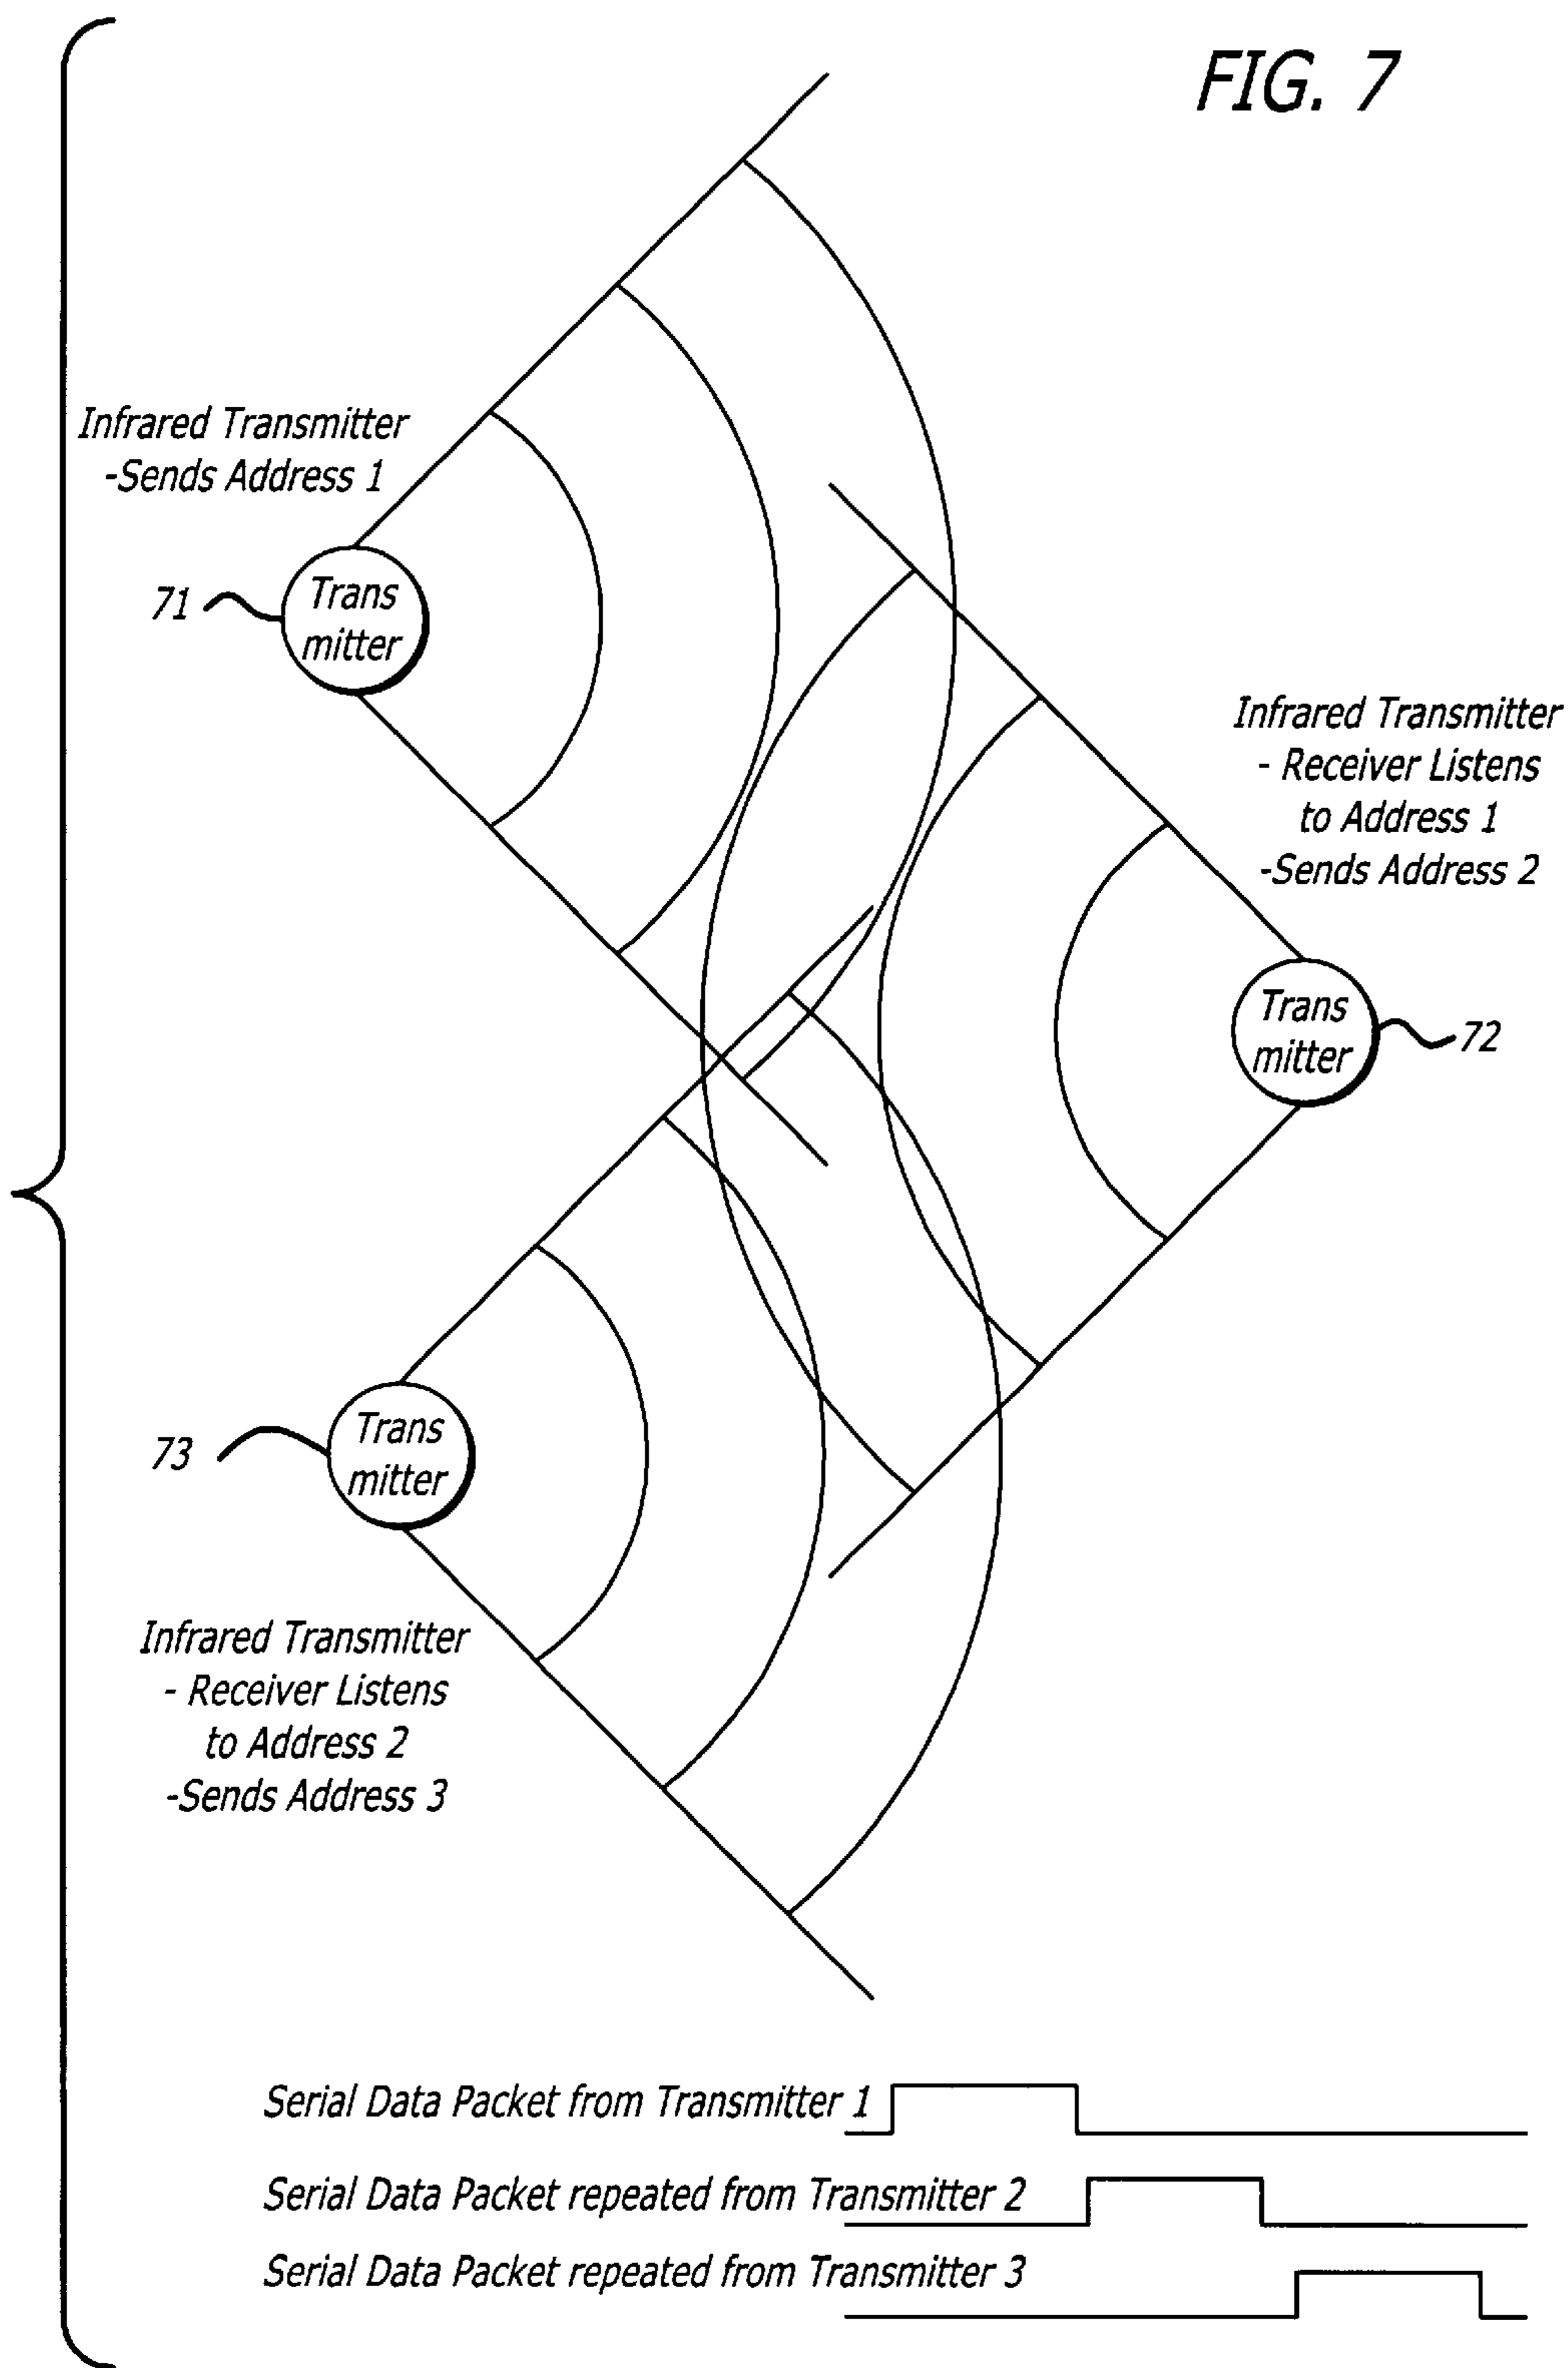 FIG. 7
Infrared Transmitter
-Sends Address 1
71
Trans
mitter
Infrared Transmitter
- Receiver Listens
to Address 1
-Sends Address 2
Trans
mitter
72
73
Trans
mitter
Infrared Transmitter
- Receiver Listens
to Address 2
-Sends Address 3
Serial Data Packet from Transmitter 1
Serial Data Packet repeated from Transmitter 2
Serial Data Packet repeated from Transmitter 3